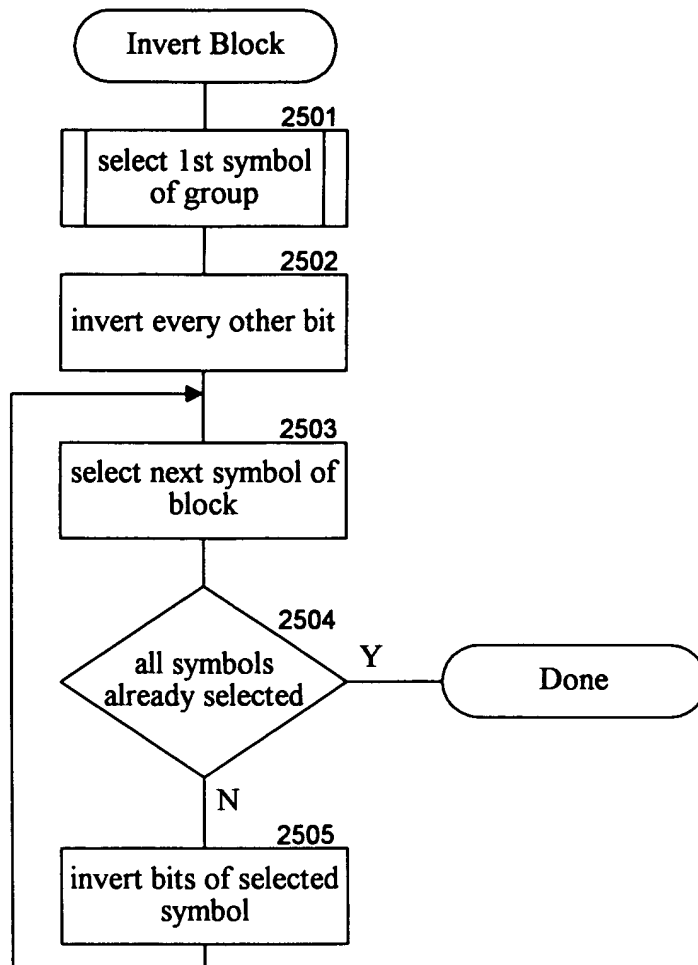 Invert Block
2501
select 1st symbol
of group
2502
invert every other bit
2503
select next symbol of
block
2504
all symbols
already selected
Y
Done
N
2505
invert bits of selected
symbol